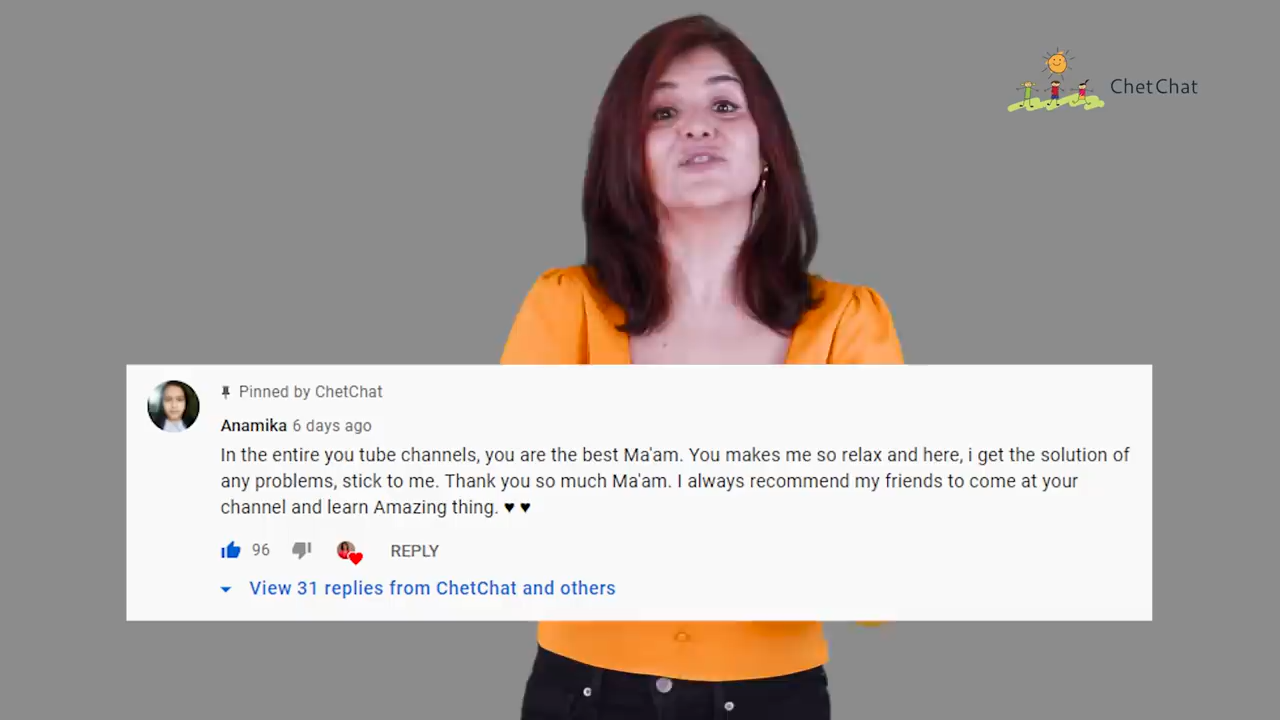 ChetChat
Pinned by ChetChat
Anamika 6 days ago
In the entire you tube channels, you are the best Ma'am. You makes me so relax and here, i get the solution of
any problems, stick to me. Thank you so much Ma'am. I always recommend my friends to come at your
channel and learn Amazing thing. ♥ ♥
96 REPLY
View 31 replies from ChetChat and others